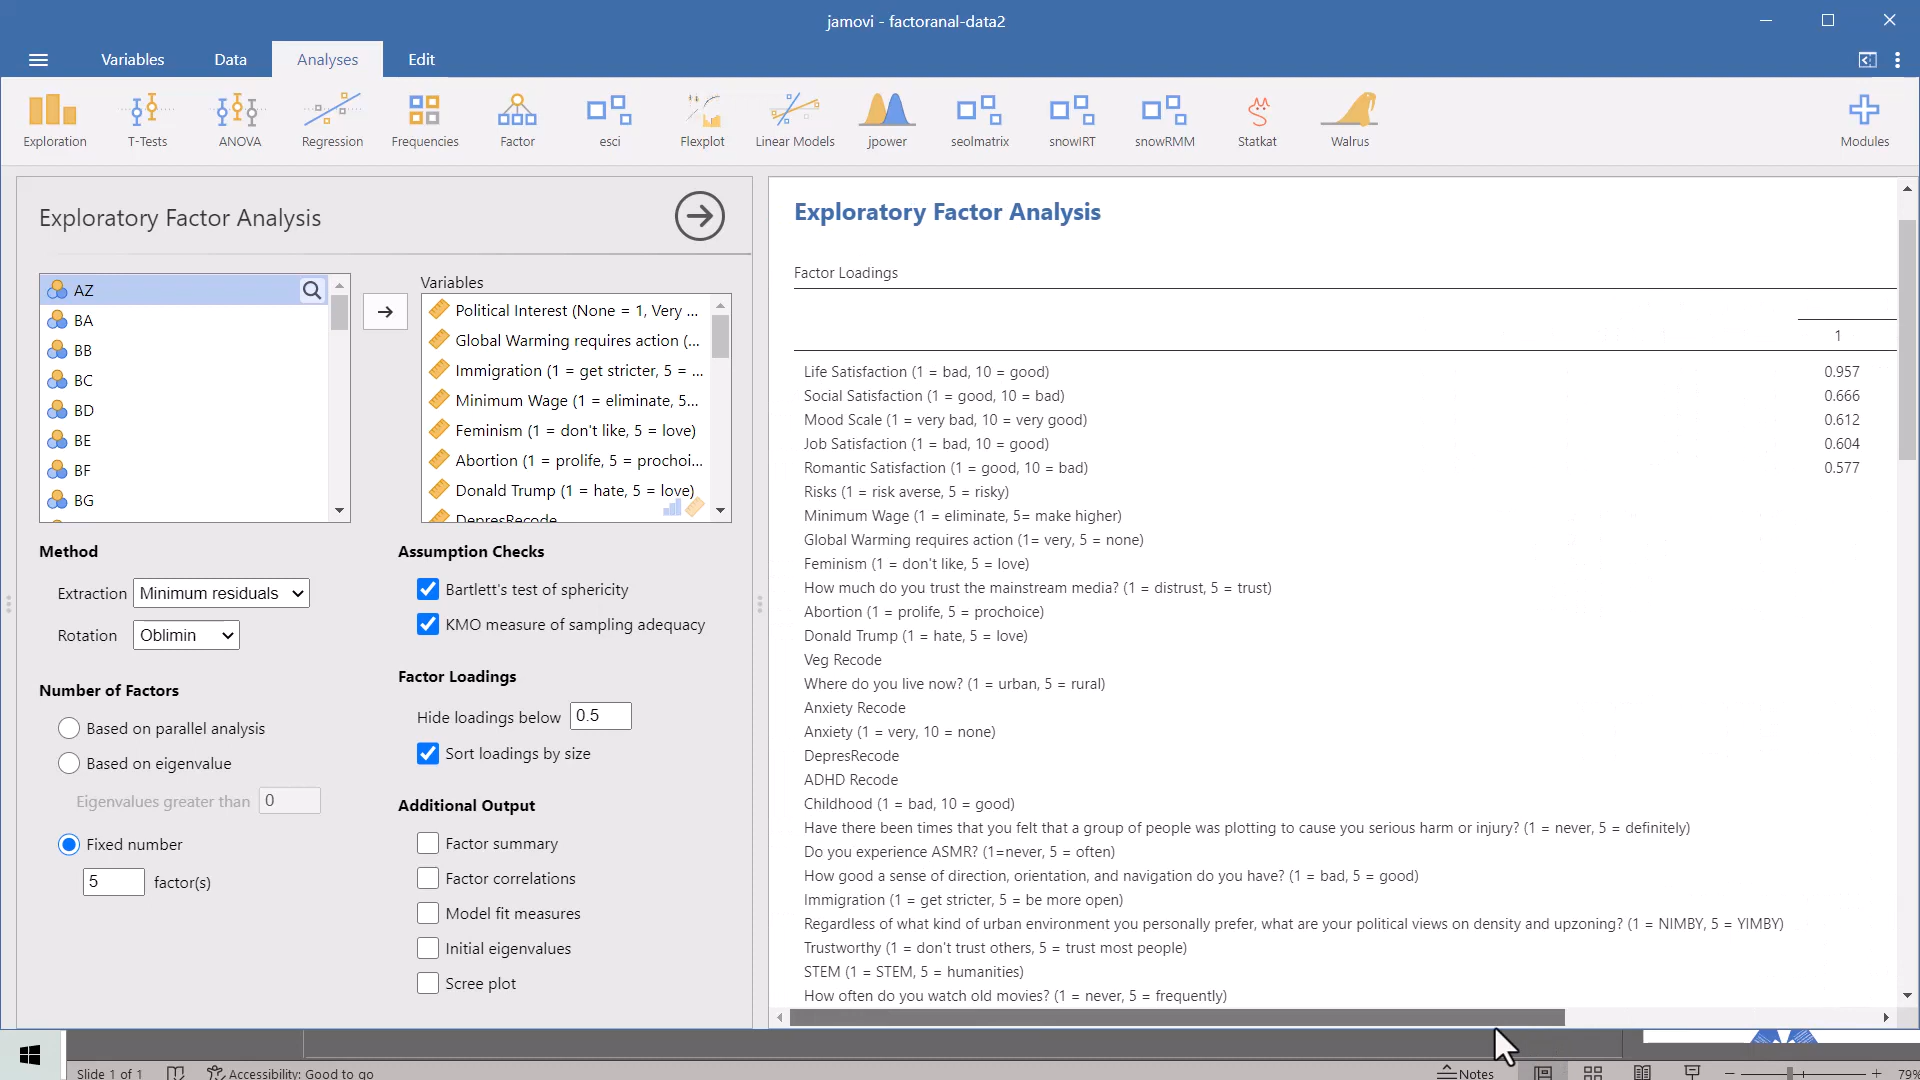 jamovi - factoranal-data2
Variables Data Analyses Edit
Exploration T-Tests ANOVA Regression Frequencies Factor esci Flexplot Linear Models jpower seolmatrix snowIRT snowRMM Statkat Walrus Modules
Exploratory Factor Analysis
AZ
BA
BB
BC
BD
BE
BF
BG
Variables
Political Interest (None = 1, Very ...
Global Warming requires action (...
Immigration (1 = get stricter, 5 = ...
Minimum Wage (1 = eliminate, 5...
Feminism (1 = don't like, 5 = love)
Abortion (1 = prolife, 5 = prochoi...
Donald Trump (1 = hate, 5 = love)
DepresRecode
Method
Extraction Minimum residuals
Rotation Oblimin
Number of Factors
Based on parallel analysis
Based on eigenvalue
Eigenvalues greater than 0
Fixed number
5 factor(s)
Assumption Checks
Bartlett's test of sphericity
KMO measure of sampling adequacy
Factor Loadings
Hide loadings below 0.5
Sort loadings by size
Additional Output
Factor summary
Factor correlations
Model fit measures
Initial eigenvalues
Scree plot
Exploratory Factor Analysis
Factor Loadings
1
Life Satisfaction (1 = bad, 10 = good) 0.957
Social Satisfaction (1 = good, 10 = bad) 0.666
Mood Scale (1 = very bad, 10 = very good) 0.612
Job Satisfaction (1 = bad, 10 = good) 0.604
Romantic Satisfaction (1 = good, 10 = bad) 0.577
Risks (1 = risk averse, 5 = risky)
Minimum Wage (1 = eliminate, 5= make higher)
Global Warming requires action (1= very, 5 = none)
Feminism (1 = don't like, 5 = love)
How much do you trust the mainstream media? (1 = distrust, 5 = trust)
Abortion (1 = prolife, 5 = prochoice)
Donald Trump (1 = hate, 5 = love)
Veg Recode
Where do you live now? (1 = urban, 5 = rural)
Anxiety Recode
Anxiety (1 = very, 10 = none)
DepresRecode
ADHD Recode
Childhood (1 = bad, 10 = good)
Have there been times that you felt that a group of people was plotting to cause you serious harm or injury? (1 = never, 5 = definitely)
Do you experience ASMR? (1=never, 5 = often)
How good a sense of direction, orientation, and navigation do you have? (1 = bad, 5 = good)
Immigration (1 = get stricter, 5 = be more open)
Regardless of what kind of urban environment you personally prefer, what are your political views on density and upzoning? (1 = NIMBY, 5 = YIMBY)
Trustworthy (1 = don't trust others, 5 = trust most people)
STEM (1 = STEM, 5 = humanities)
How often do you watch old movies? (1 = never, 5 = frequently)
Slide 1 of 1 Accessibility: Good to go Notes 79%